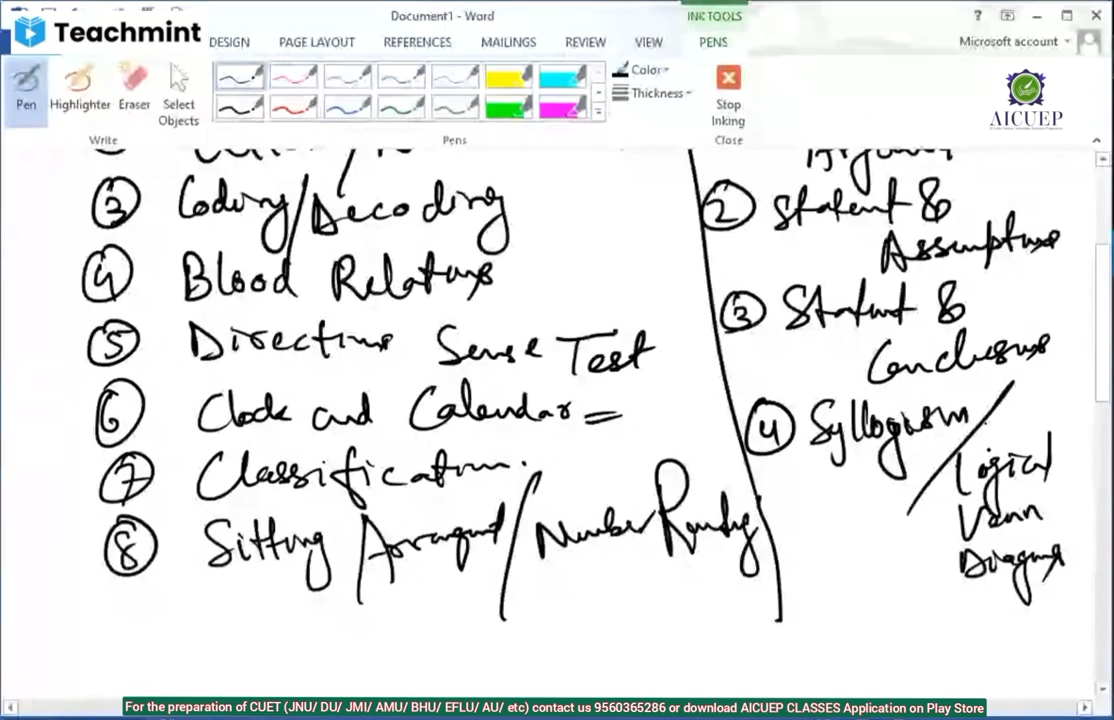 Document1 - Word
INK TOOLS
Teachmint
DESIGN PAGE LAYOUT REFERENCES MAILINGS REVIEW VIEW PENS
Microsoft account
Pen Highlighter Eraser Select Objects
Color
Thickness
Stop Inking
Write Pens Close
AICUEP
③ Coding/Decoding
④ Blood Relations
⑤ Direction Sense Test
⑥ Clock and Calendar =
⑦ Classification.
⑧ Sitting / Arrangment / Number
② Statent &
Assumptions
③ Statent &
Conclusions
④ Syllogism /
Logical
Venn
Diagrams
For the preparation of CUET (JNU/ DU/ JMI/ AMU/ BHU/ EFLU/ AU/ etc) contact us 9560365286 or download AICUEP CLASSES Application on Play Store